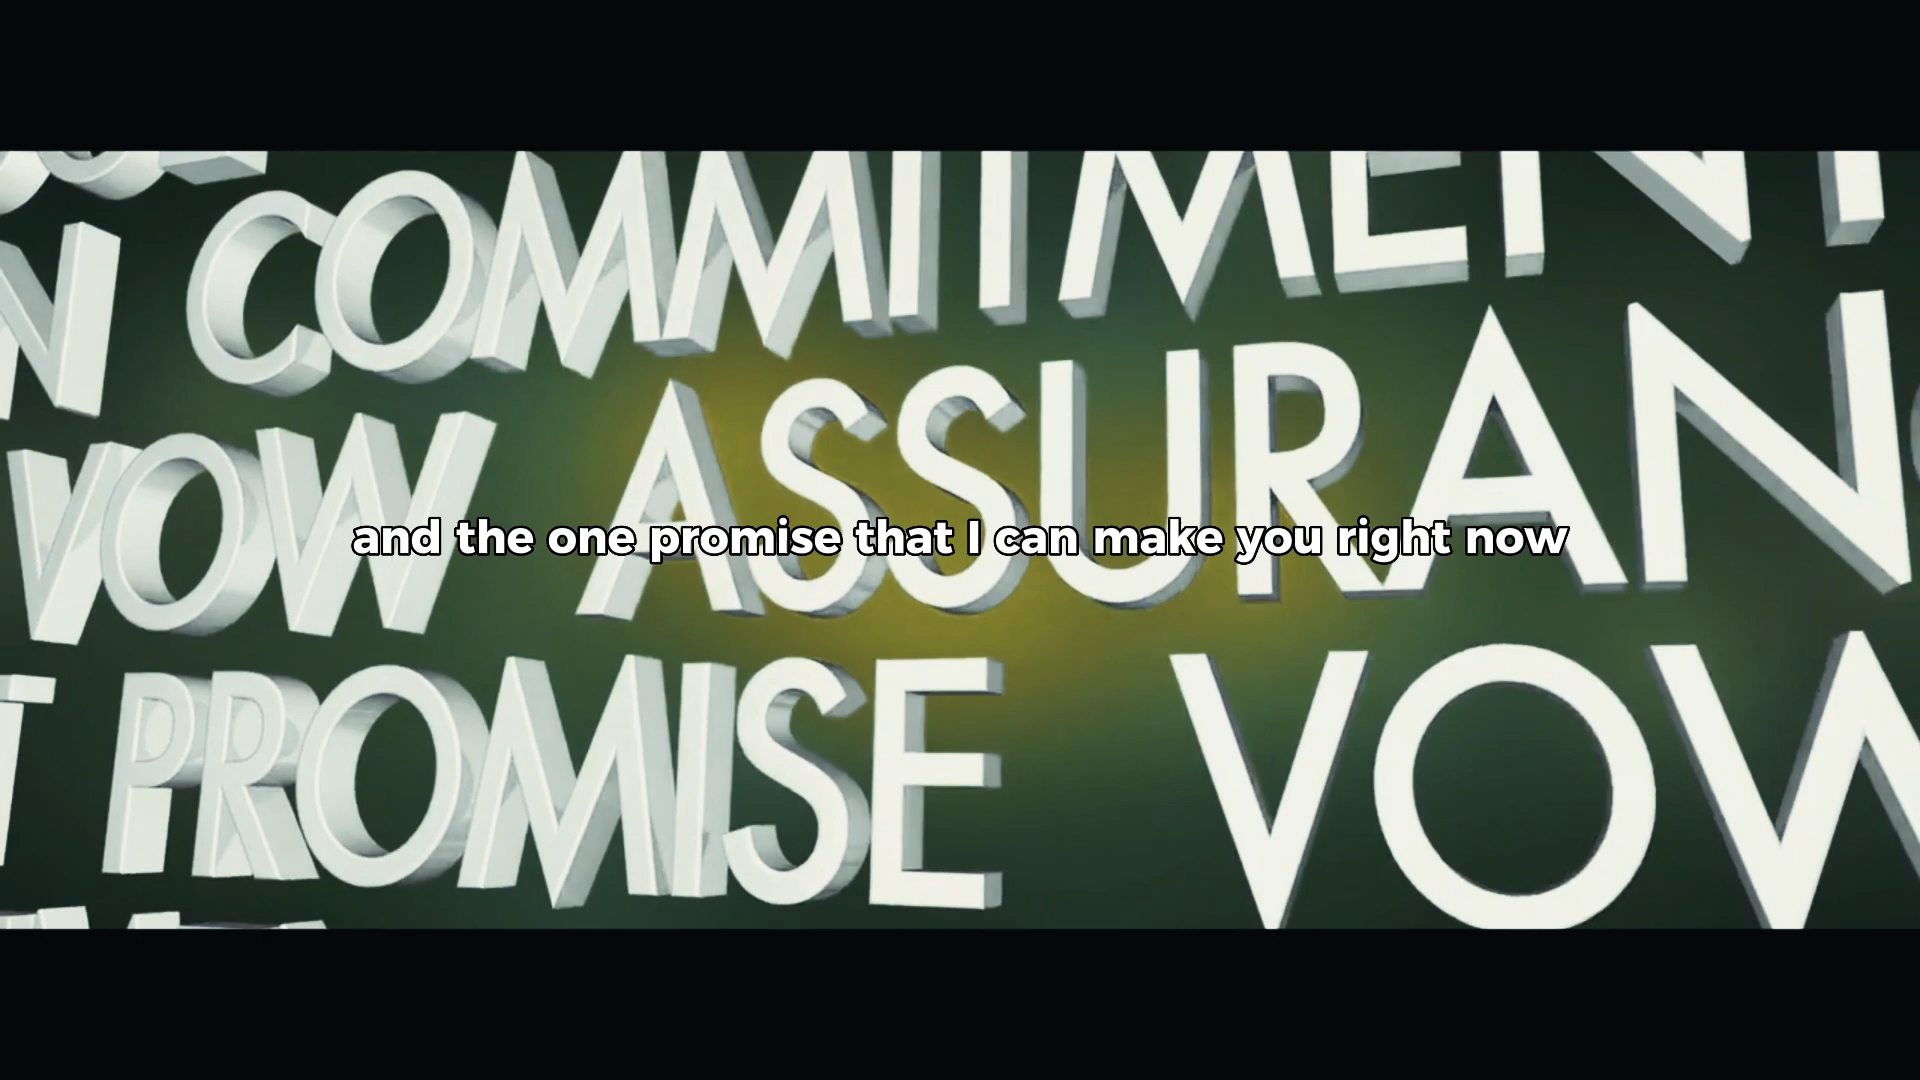 COMMITMENT
VOW ASSURAN
and the one promise that I can make you right now
PROMISE VOW